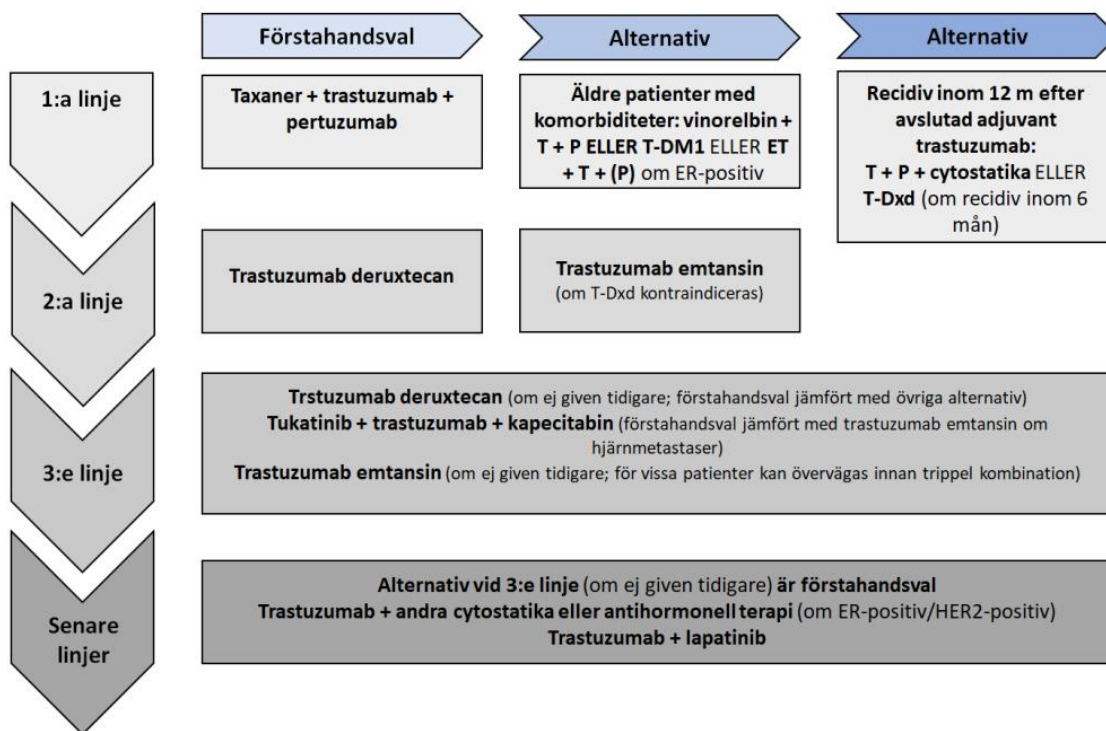 Förstahandsval
Alternativ
Alternativ
1:a linje
Taxaner + trastuzumab +
pertuzumab
Äldre patienter med
komorbiditeter: vinorelbin +
T + P ELLER T-DM1 ELLER ET
+ T + (P) om ER-positiv
Recidiv inom 12 m efter
avslutad adjuvant
trastuzumab:
T + P + cytostatika ELLER
T-Dxd (om recidiv inom 6
mån)
2:a linje
Trastuzumab deruxtecan
Trastuzumab emtansin
(om T-Dxd kontraindiceras)
3:e linje
Trstuzumab deruxtecan (om ej given tidigare; förstahandsval jämfört med övriga alternativ)
Tukatinib + trastuzumab + kapecitabin (förstahandsval jämfört med trastuzumab emtansin om
hjärnmetastaser)
Trastuzumab emtansin (om ej given tidigare; för vissa patienter kan övervägas innan trippel kombination)
Senare
linjer
Alternativ vid 3:e linje (om ej given tidigare) är förstahandsval
Trastuzumab + andra cytostatika eller antihormonell terapi (om ER-positiv/HER2-positiv)
Trastuzumab + lapatinib